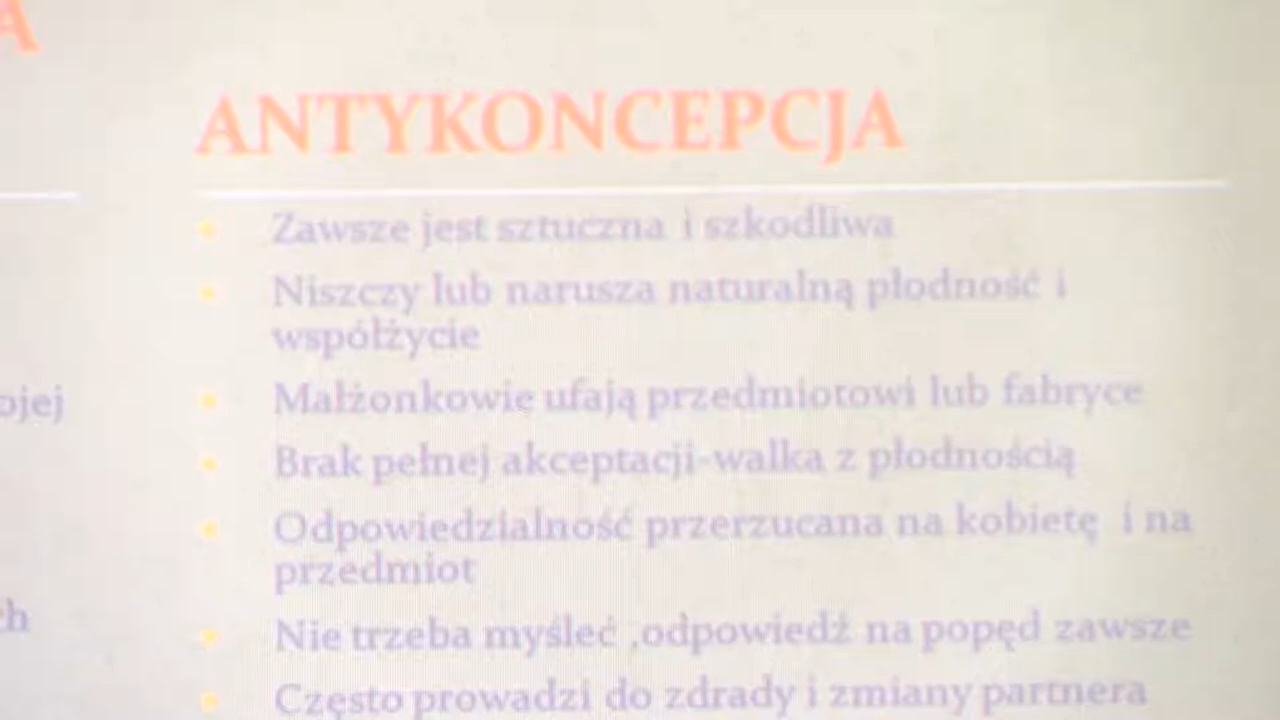 A
ANTYKONCEPCJA
Zawsze jest sztuczna i szkodliwa
Niszczy lub narusza naturalną płodność i
współżycie
ojej
Małżonkowie ufają przedmiotowi lub fabryce
Brak pełnej akceptacji-walka z płodnością
Odpowiedzialność przerzucana na kobietę i na
przedmiot
ch
Nie trzeba myśleć ,odpowiedź na popęd zawsze
Często prowadzi do zdrady i zmiany partnera